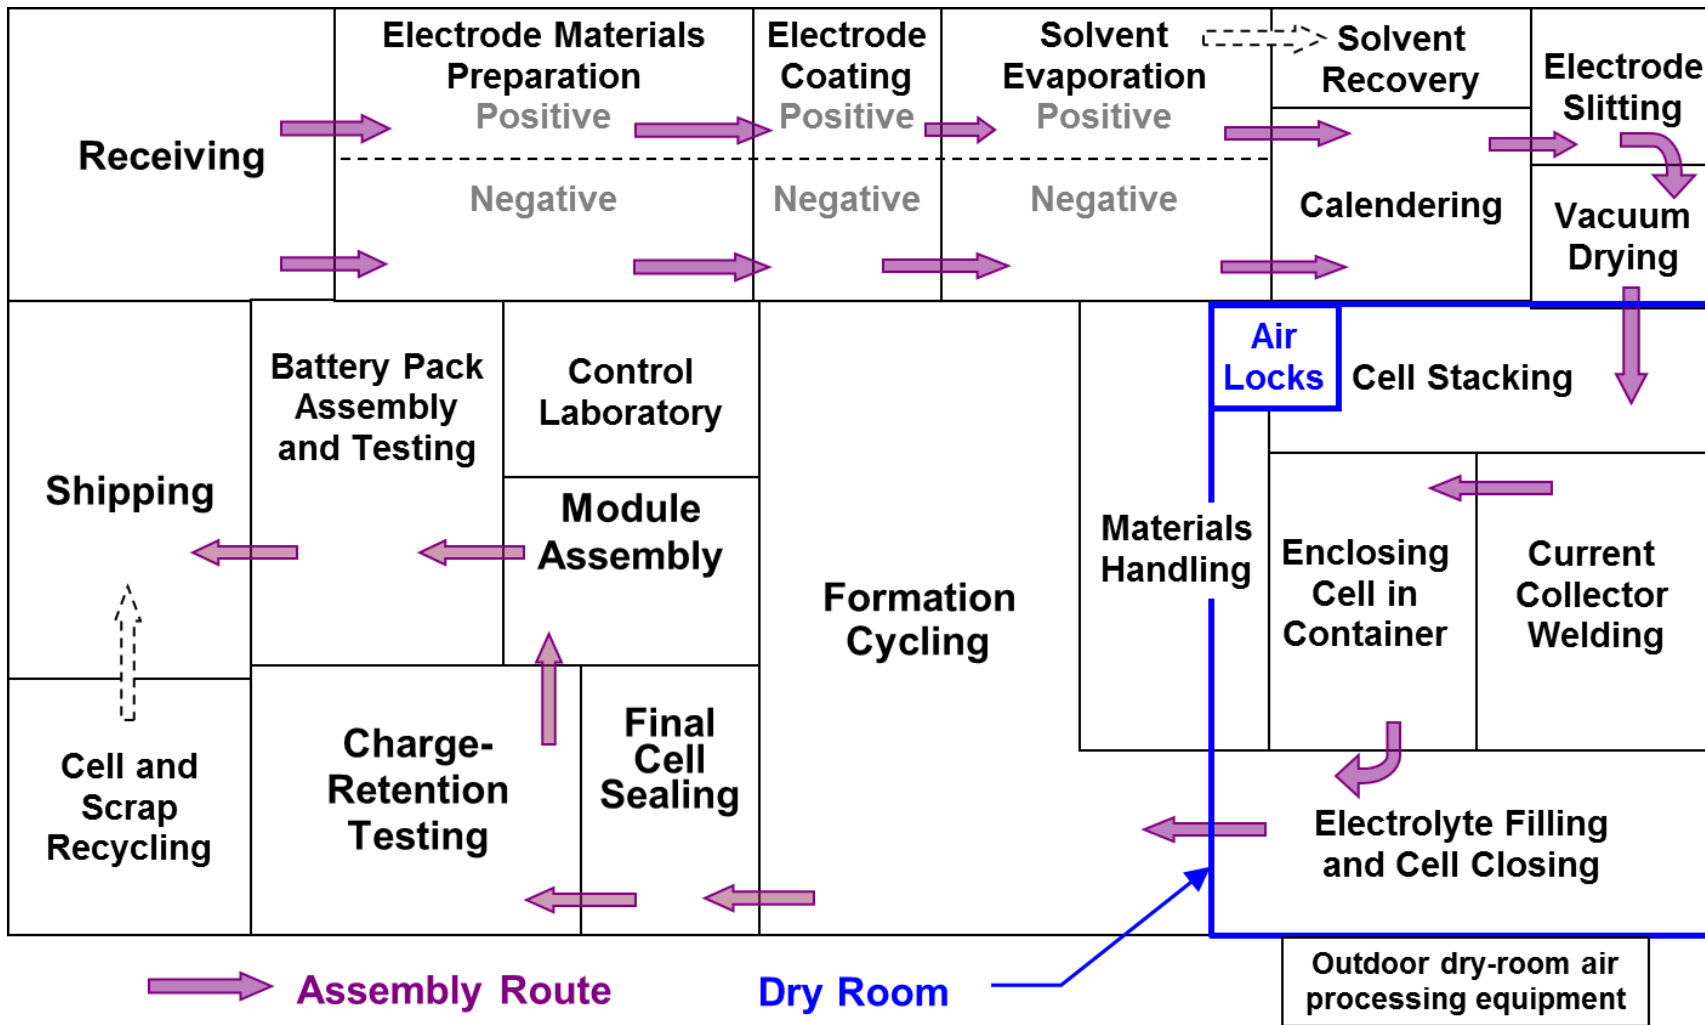 Electrode Materials
Preparation
Positive
Negative
Electrode
Coating
Positive
Negative
Solvent
Evaporation
Positive
Negative
Solvent
Recovery
Electrode
Slitting
Receiving
Calendering
Vacuum
Drying
Battery Pack
Assembly
and Testing
Control
Laboratory
Air
Locks
Cell Stacking
Shipping
Module
Assembly
Formation
Cycling
Materials
Handling
Enclosing
Cell in
Container
Current
Collector
Welding
Cell and
Scrap
Recycling
Charge-
Retention
Testing
Final
Cell
Sealing
Electrolyte Filling
and Cell Closing
Assembly Route
Dry Room
Outdoor dry-room air
processing equipment